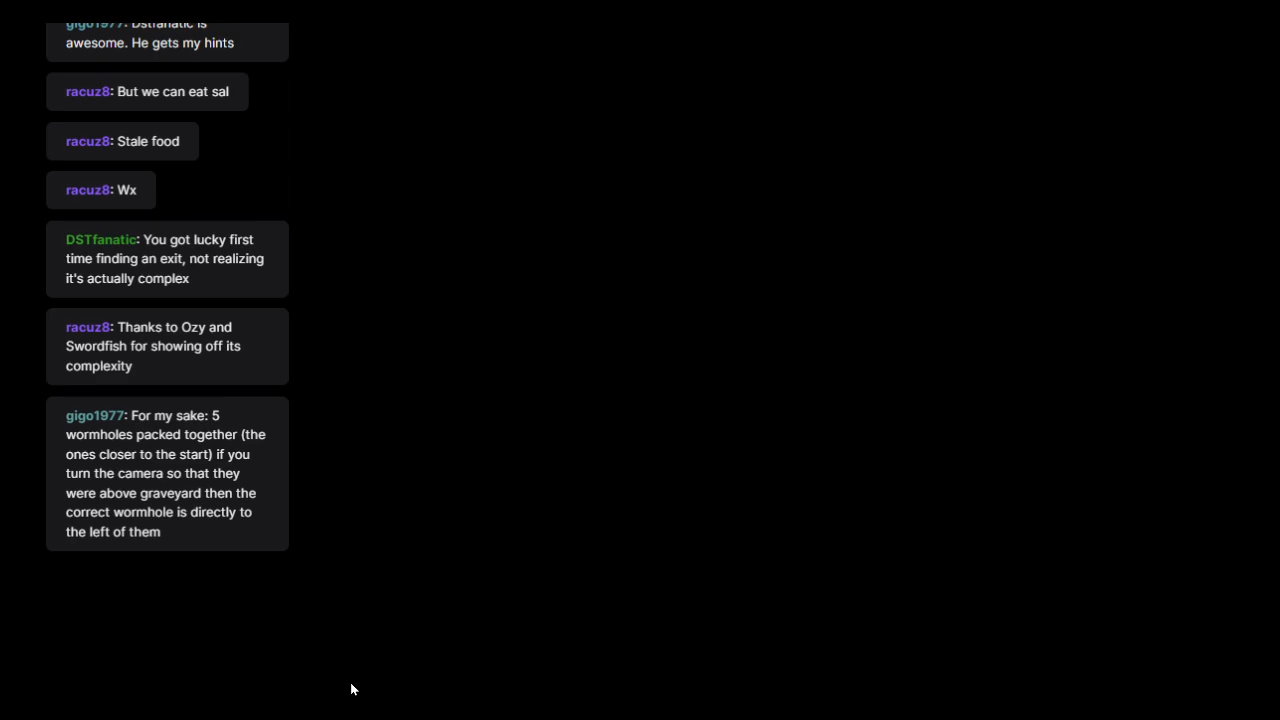 gigo1977: Dstfanatic is
awesome. He gets my hints
racuz8: But we can eat sal
racuz8: Stale food
racuz8: Wx
DSTfanatic: You got lucky first
time finding an exit, not realizing
it's actually complex
racuz8: Thanks to Ozy and
Swordfish for showing off its
complexity
gigo1977: For my sake: 5
wormholes packed together (the
ones closer to the start) if you
turn the camera so that they
were above graveyard then the
correct wormhole is directly to
the left of them